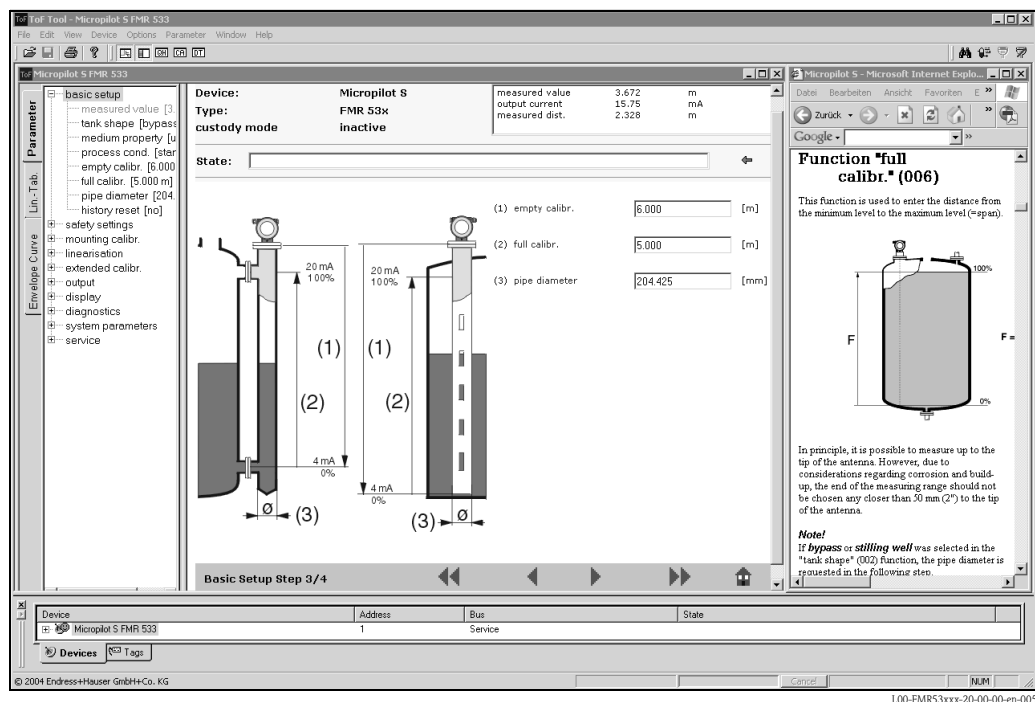 ToF Tool - Micropilot S FMR 533
File Edit View Device Options Parameter Window Help
OH CA DT
Micropilot S FMR 533
Parameter
Lin.-Tab.
Envelope Curve
basic setup
measured value [3.
tank shape [bypass
medium property [u
process cond. [stan
empty calibr. [6.000
full calibr. [5.000 m]
pipe diameter [204.
history reset [no]
safety settings
mounting calibr.
linearisation
extended calibr.
output
display
diagnostics
system parameters
service
Device: Micropilot S
Type: FMR 53x
custody mode inactive
measured value 3.672 m
output current 15.75 mA
measured dist. 2.328 m
State:
20 mA
100%
(1)
(2)
4 mA
0%
ø (3)
20 mA
100%
(1)
(2)
4 mA
0%
(3) ø
(1) empty calibr. 6.000 [m]
(2) full calibr. 5.000 [m]
(3) pipe diameter 204.425 [mm]
Basic Setup Step 3/4
Micropilot S - Microsoft Internet Explo...
Datei Bearbeiten Ansicht Favoriten E »
Zurück »
Google »
Function "full
calibr." (006)
This function is used to enter the distance from
the minimum level to the maximum level (=span).
100%
F
F =
0%
In principle, it is possible to measure up to the
tip of the antenna. However, due to
considerations regarding corrosion and build-
up, the end of the measuring range should not
be chosen any closer than 50 mm (2") to the tip
of the antenna.
Note!
If bypass or stilling well was selected in the
"tank shape" (002) function, the pipe diameter is
requested in the following step.
Device Address Bus State
Micropilot S FMR 533 1 Service
Devices Tags
© 2004 Endress+Hauser GmbH+Co. KG
Cancel
NUM
L00-FMR53xxx-20-00-00-en-005